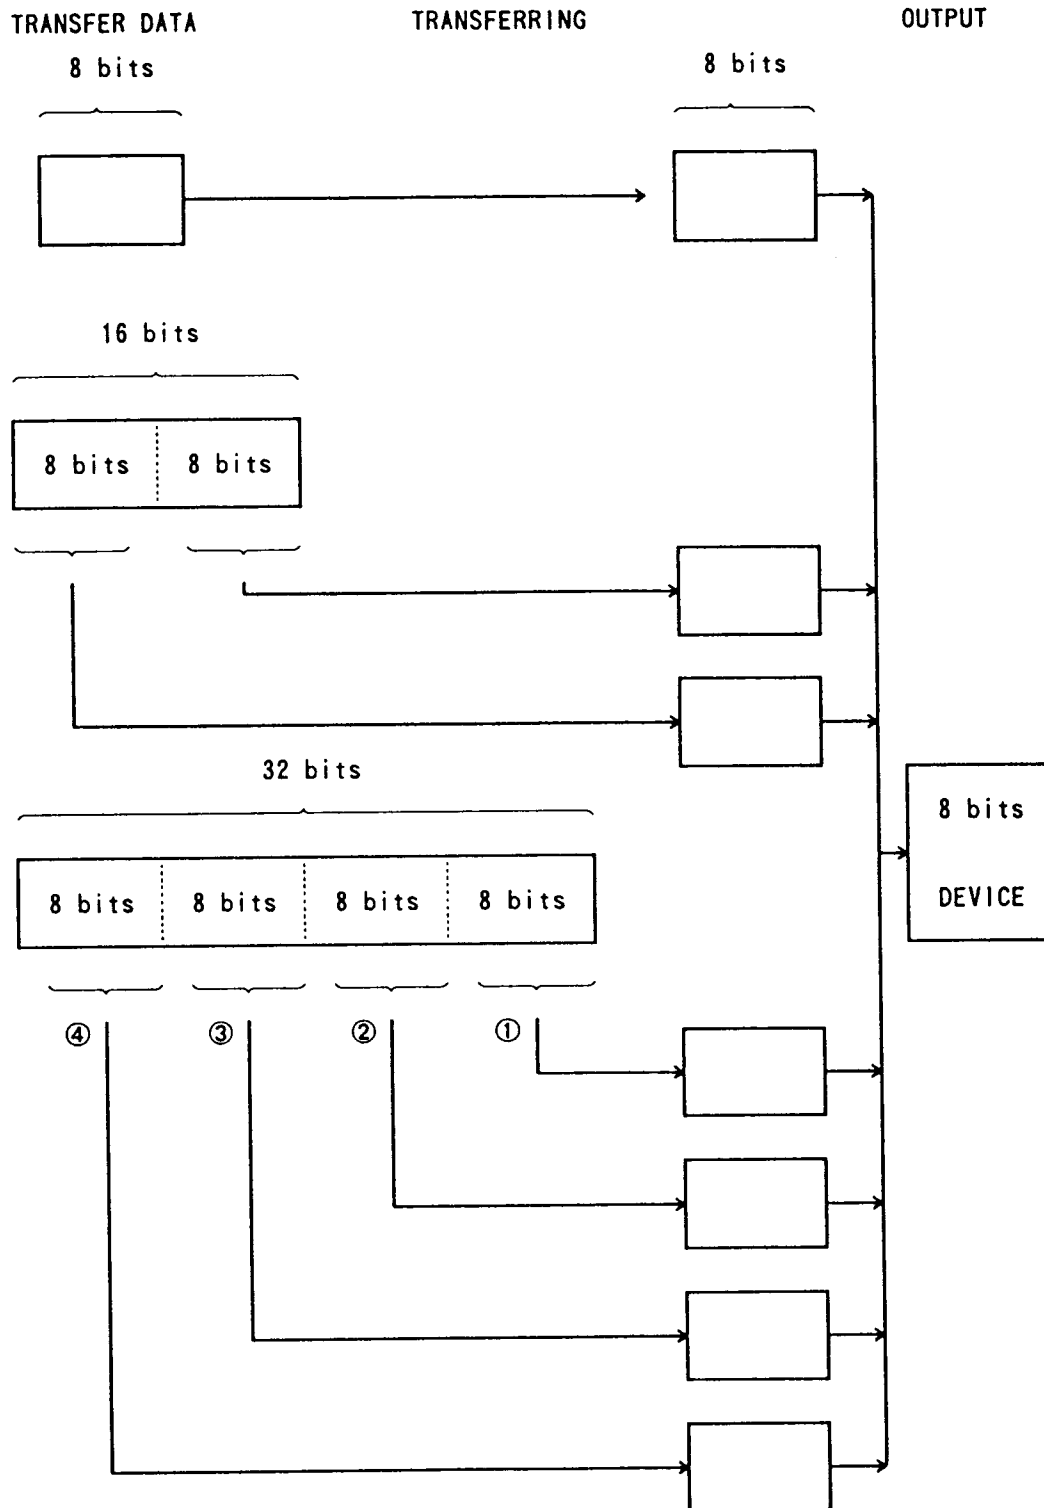 TRANSFER DATA
TRANSFERRING
OUTPUT
8 bits
8 bits
16 bits
8 bits
8 bits
32 bits
8 bits
DEVICE
8 bits
8 bits
8 bits
8 bits
④
③
②
①